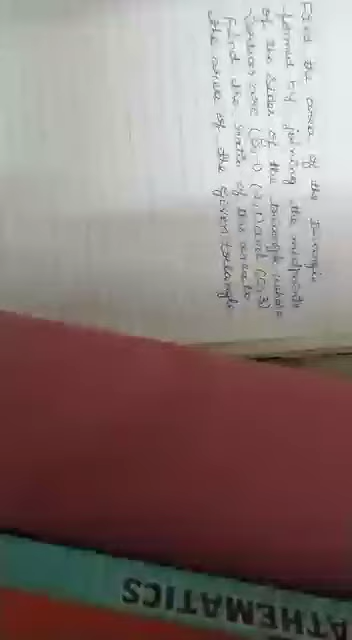 Find the area of the triangle
formed by joining the midpoints
of the sides of the triangle whose
vertices are (0,-1) (2,1) and (0,3)
Find the ratio of this area to
the area of the given triangle
MATHEMATICS